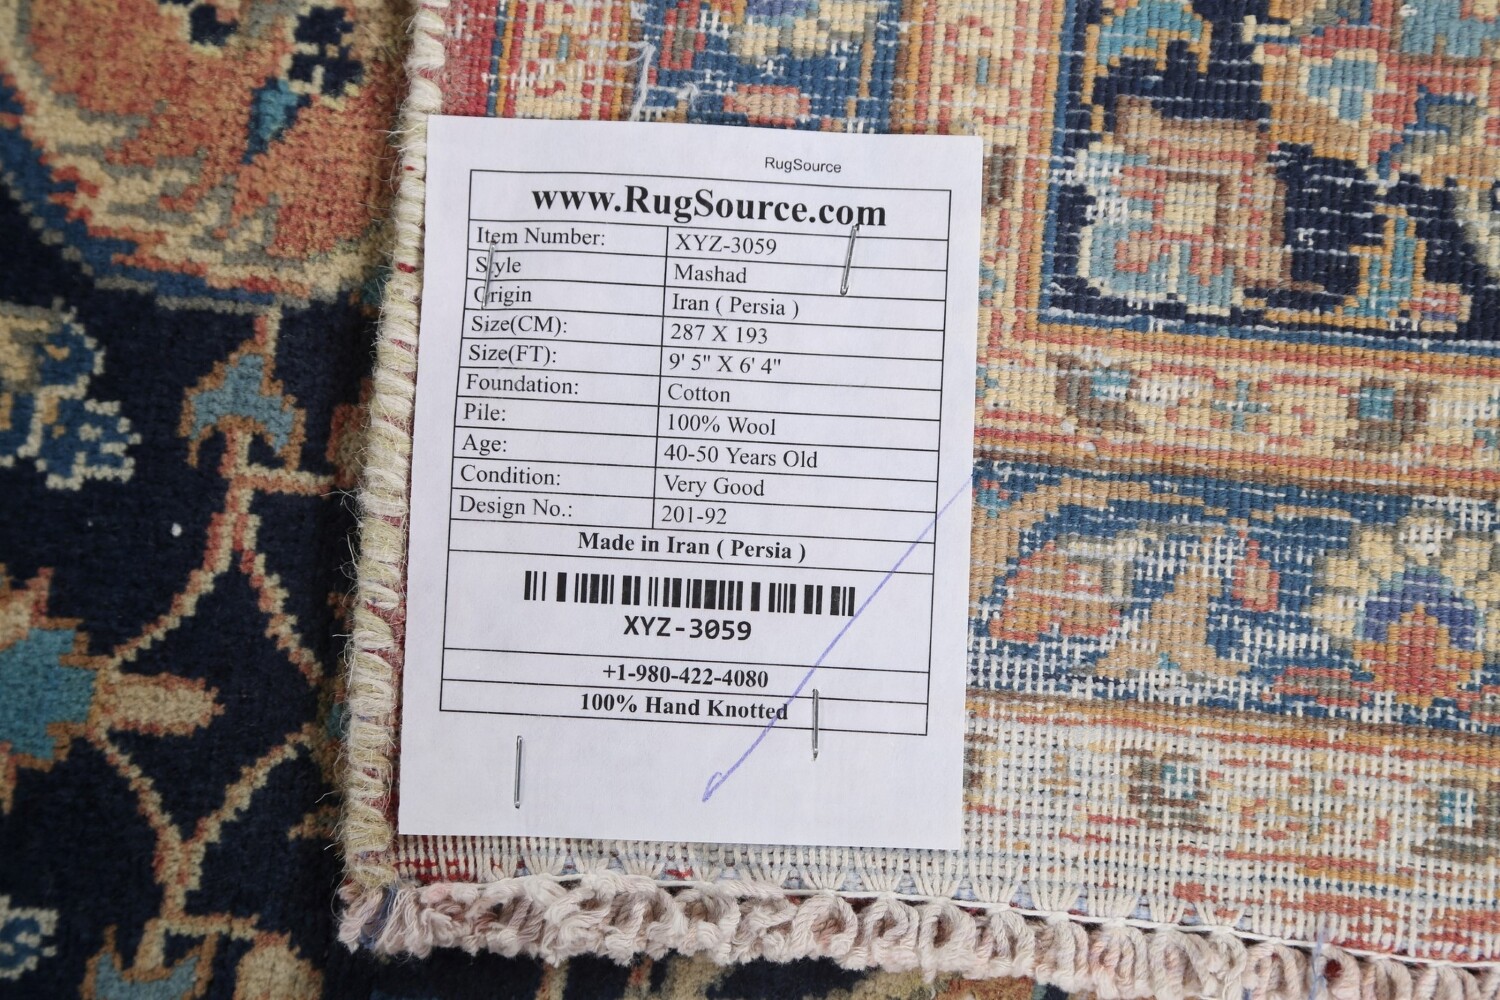 RugSource
www.RugSource.com
Item Number: XYZ-3059
Style Mashad
Origin Iran ( Persia )
Size(CM): 287 X 193
Size(FT): 9' 5" X 6' 4"
Foundation: Cotton
Pile: 100% Wool
Age: 40-50 Years Old
Condition: Very Good
Design No.: 201-92
Made in Iran ( Persia )
XYZ-3059
+1-980-422-4080
100% Hand Knotted